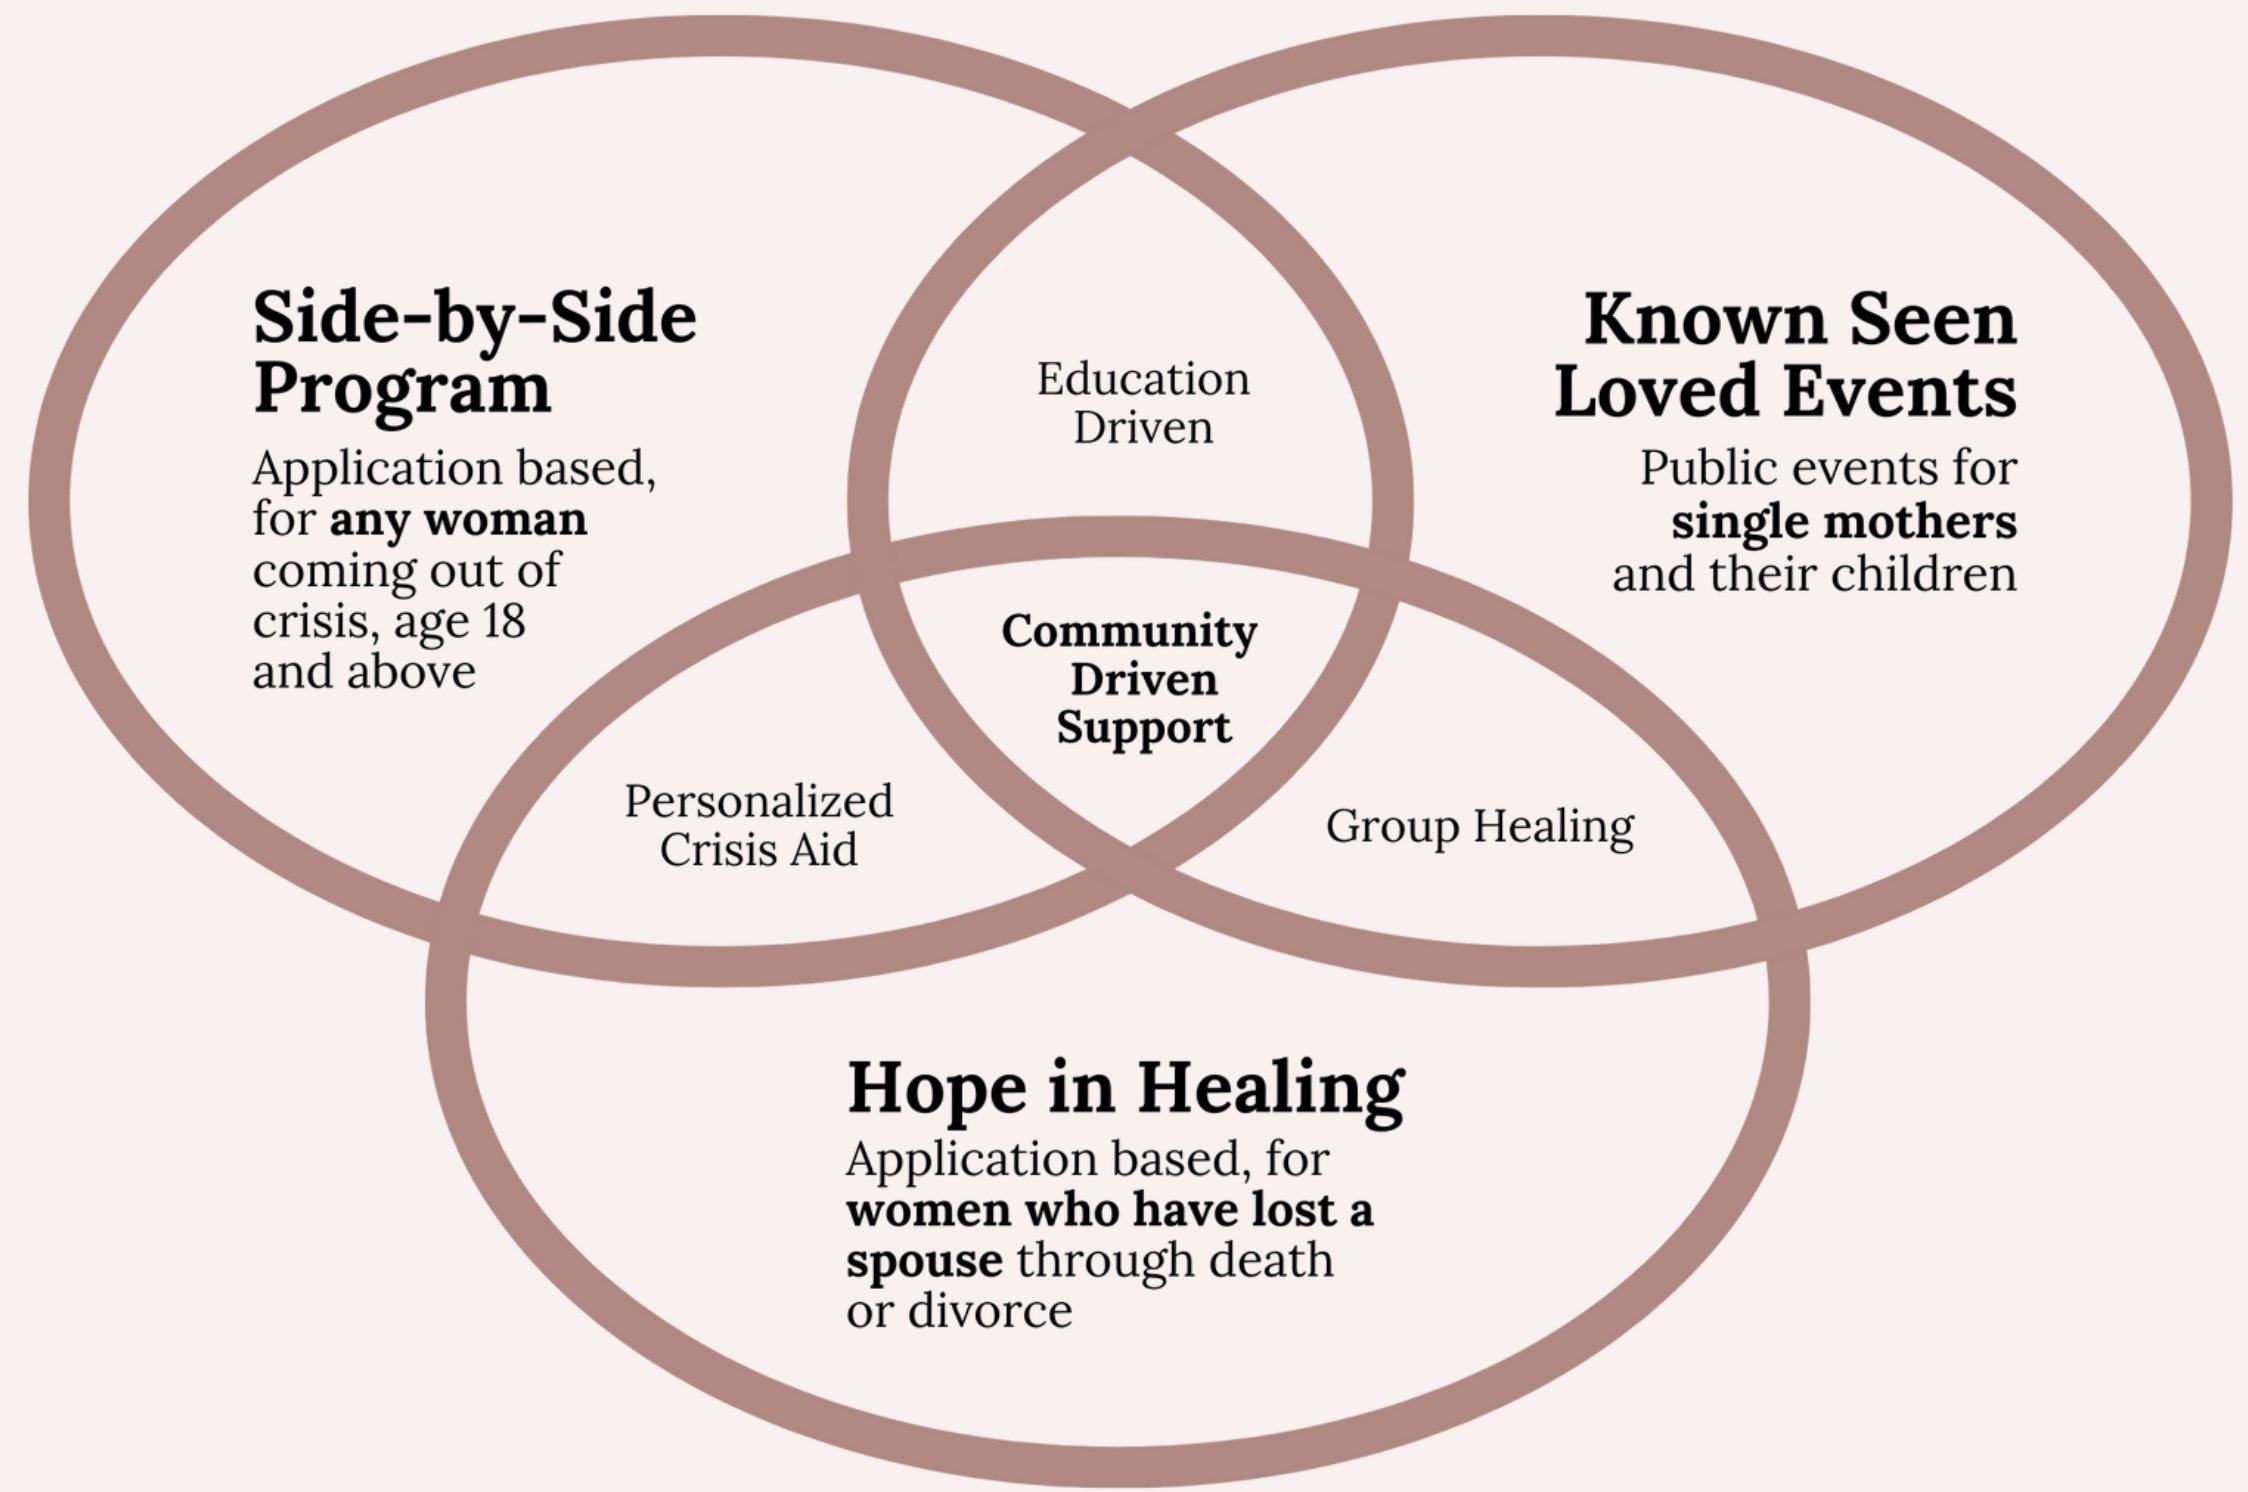 Side-by-Side
Program
Application based,
for any woman
coming out of
crisis, age 18
and above
Education
Driven
Known Seen
Loved Events
Public events for
single mothers
and their children
Community
Driven
Support
Personalized
Crisis Aid
Group Healing
Hope in Healing
Application based, for
women who have lost a
spouse through death
or divorce